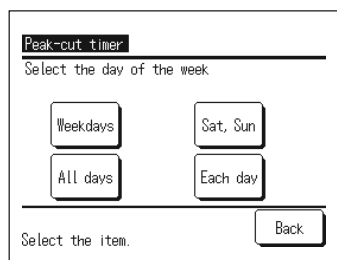 Peak-cut timer
Select the day of the week
Weekdays
Sat, Sun
All days
Each day
Select the item.
Back